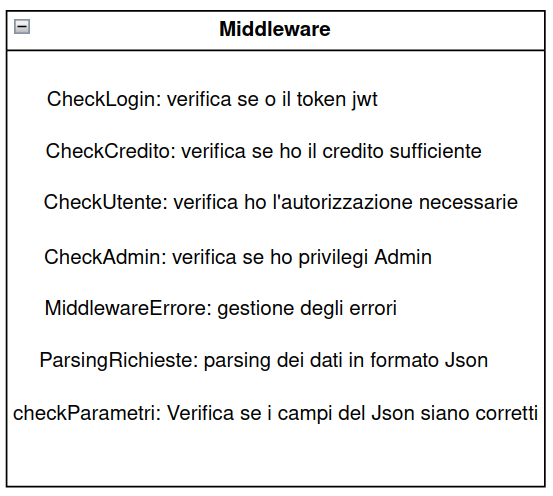 Middleware
CheckLogin: verifica se o il token jwt
CheckCredito: verifica se ho il credito sufficiente
CheckUtente: verifica ho l'autorizzazione necessarie
CheckAdmin: verifica se ho privilegi Admin
MiddlewareErrore: gestione degli errori
ParsingRichieste: parsing dei dati in formato Json
checkParametri: Verifica se i campi del Json siano corretti